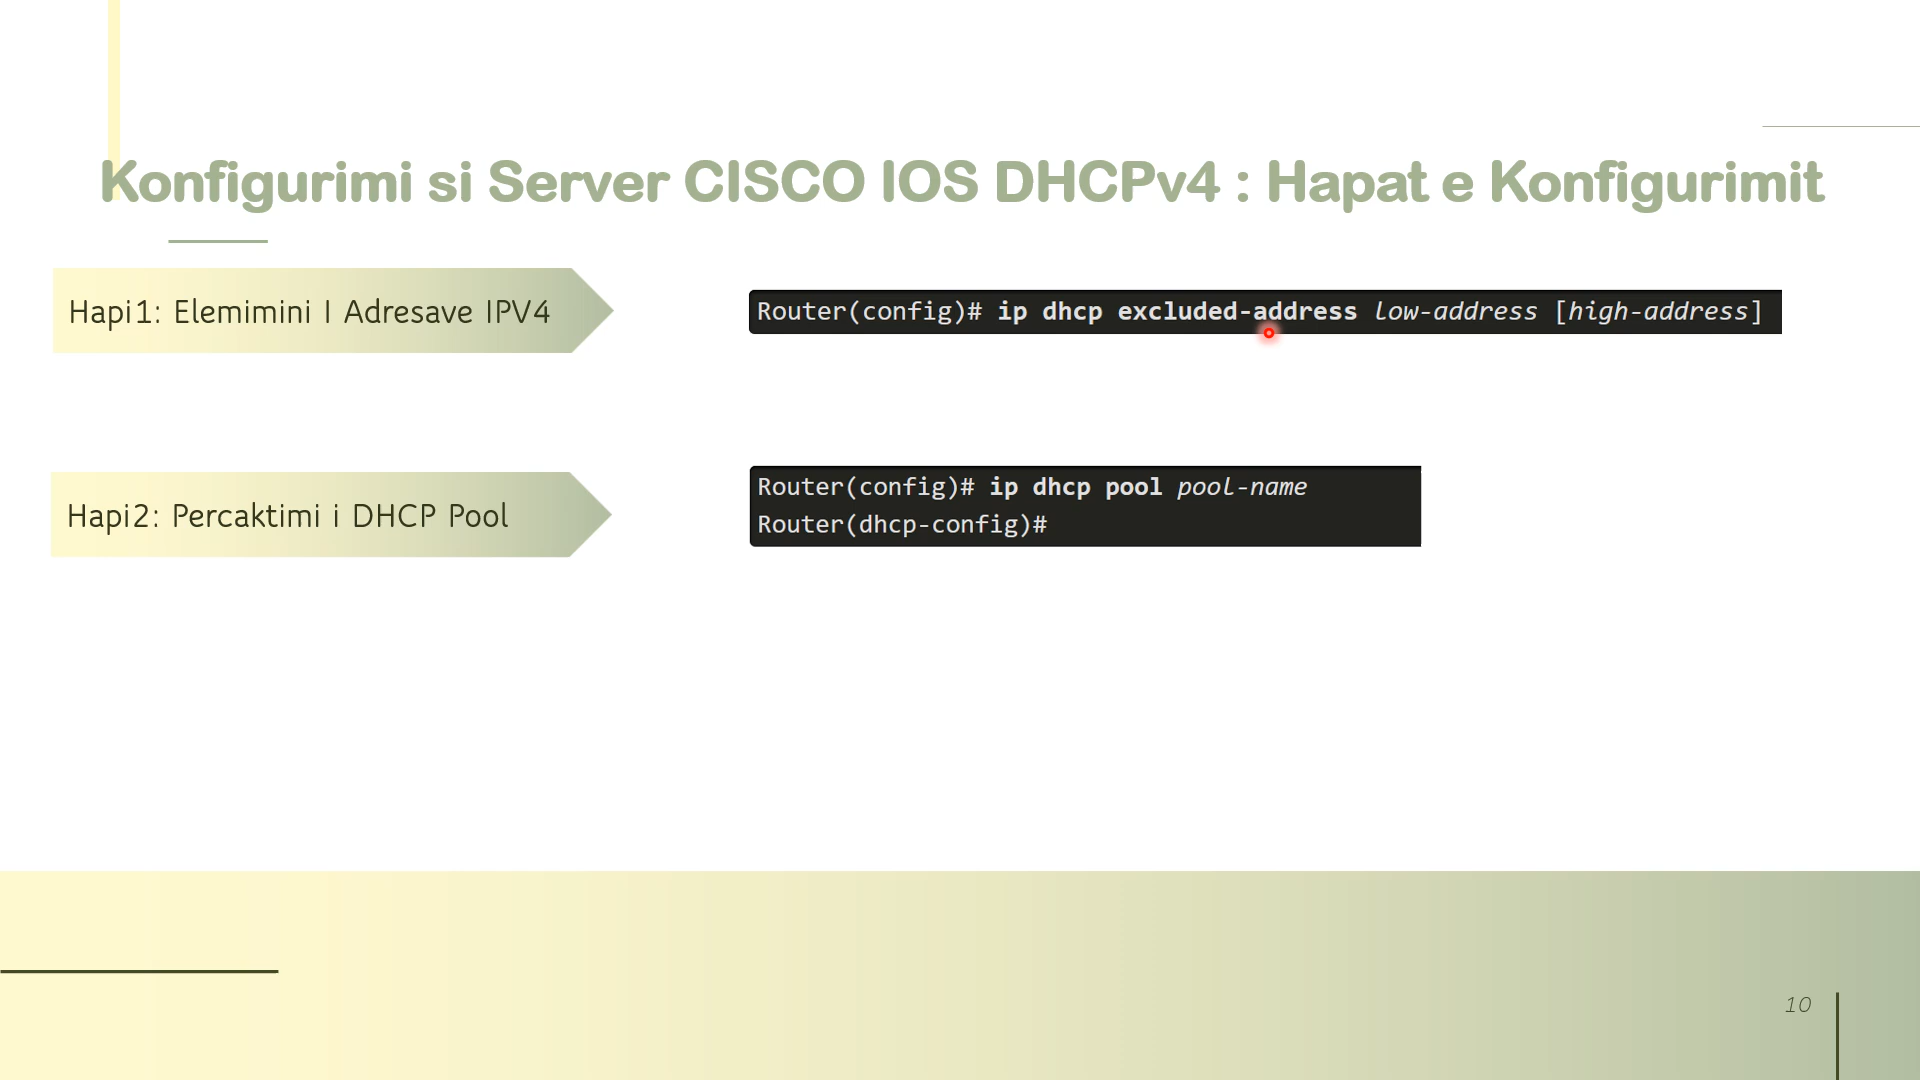 Konfigurimi si Server CISCO IOS DHCPv4 : Hapat e Konfigurimit
Hapi1: Elemimini I Adresave IPV4
Router(config)# ip dhcp excluded-address low-address [high-address]
Hapi2: Percaktimi i DHCP Pool
Router(config)# ip dhcp pool pool-name
Router(dhcp-config)#
10